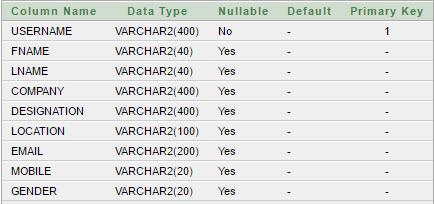 Column Name Data Type Nullable Default Primary Key
USERNAME VARCHAR2(400) No - 1
FNAME VARCHAR2(40) Yes - -
LNAME VARCHAR2(40) Yes - -
COMPANY VARCHAR2(400) Yes - -
DESIGNATION VARCHAR2(400) Yes - -
LOCATION VARCHAR2(100) Yes - -
EMAIL VARCHAR2(200) Yes - -
MOBILE VARCHAR2(20) Yes - -
GENDER VARCHAR2(20) Yes - -